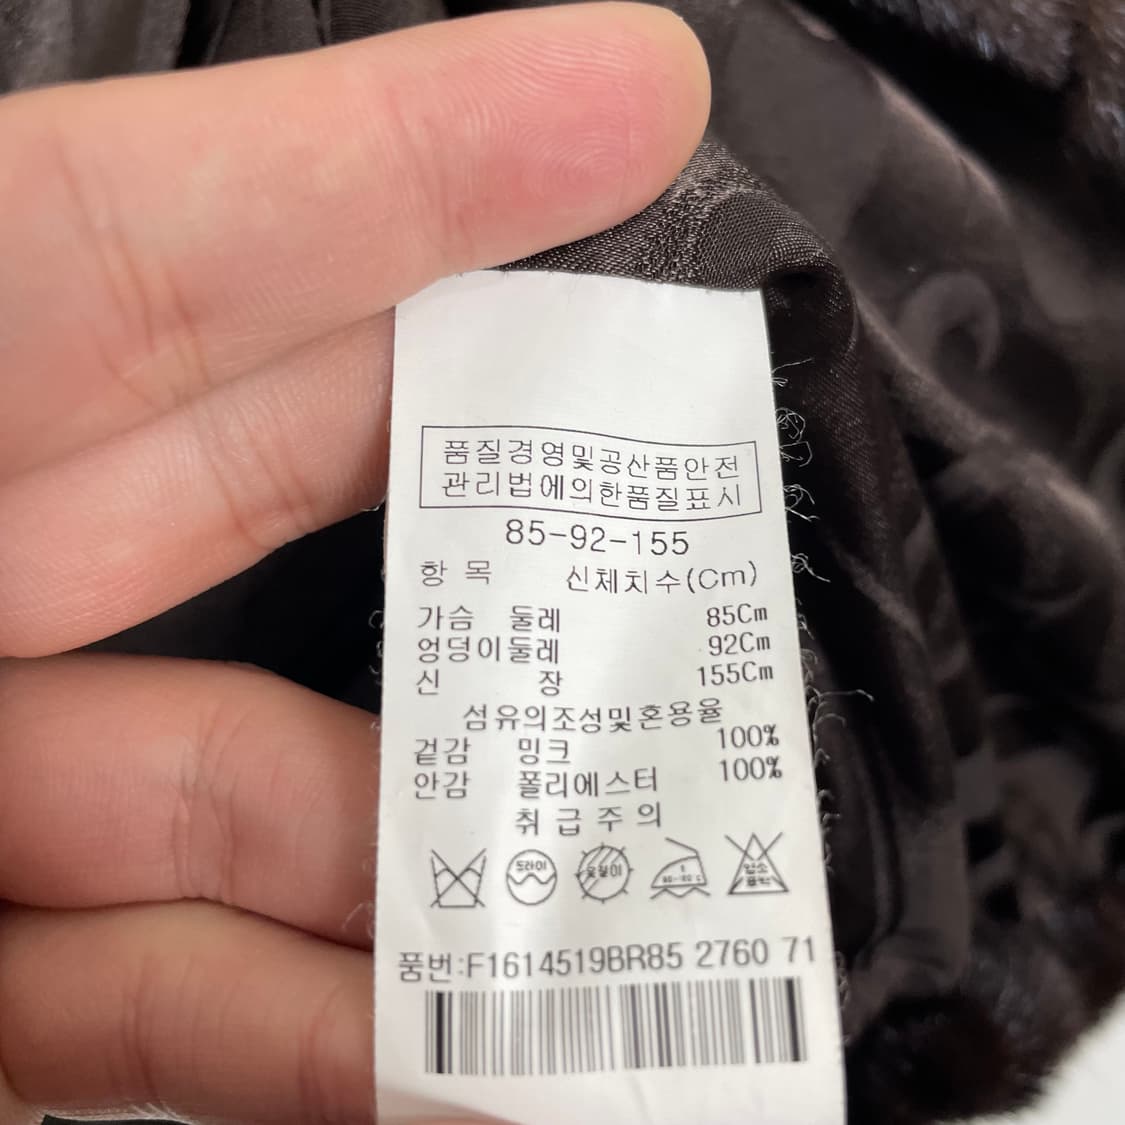 품질경영및공산품안전
관리법에의한품질표시
85-92-155
항 목 신체치수(Cm)
가슴 둘레 85Cm
엉덩이둘레 92Cm
신 장 155Cm
섬유의조성및혼용율
겉감 밍크 100%
안감 폴리에스터 100%
취급주의
드라이
염소
표백
품번:F1614519BR85 2760 71